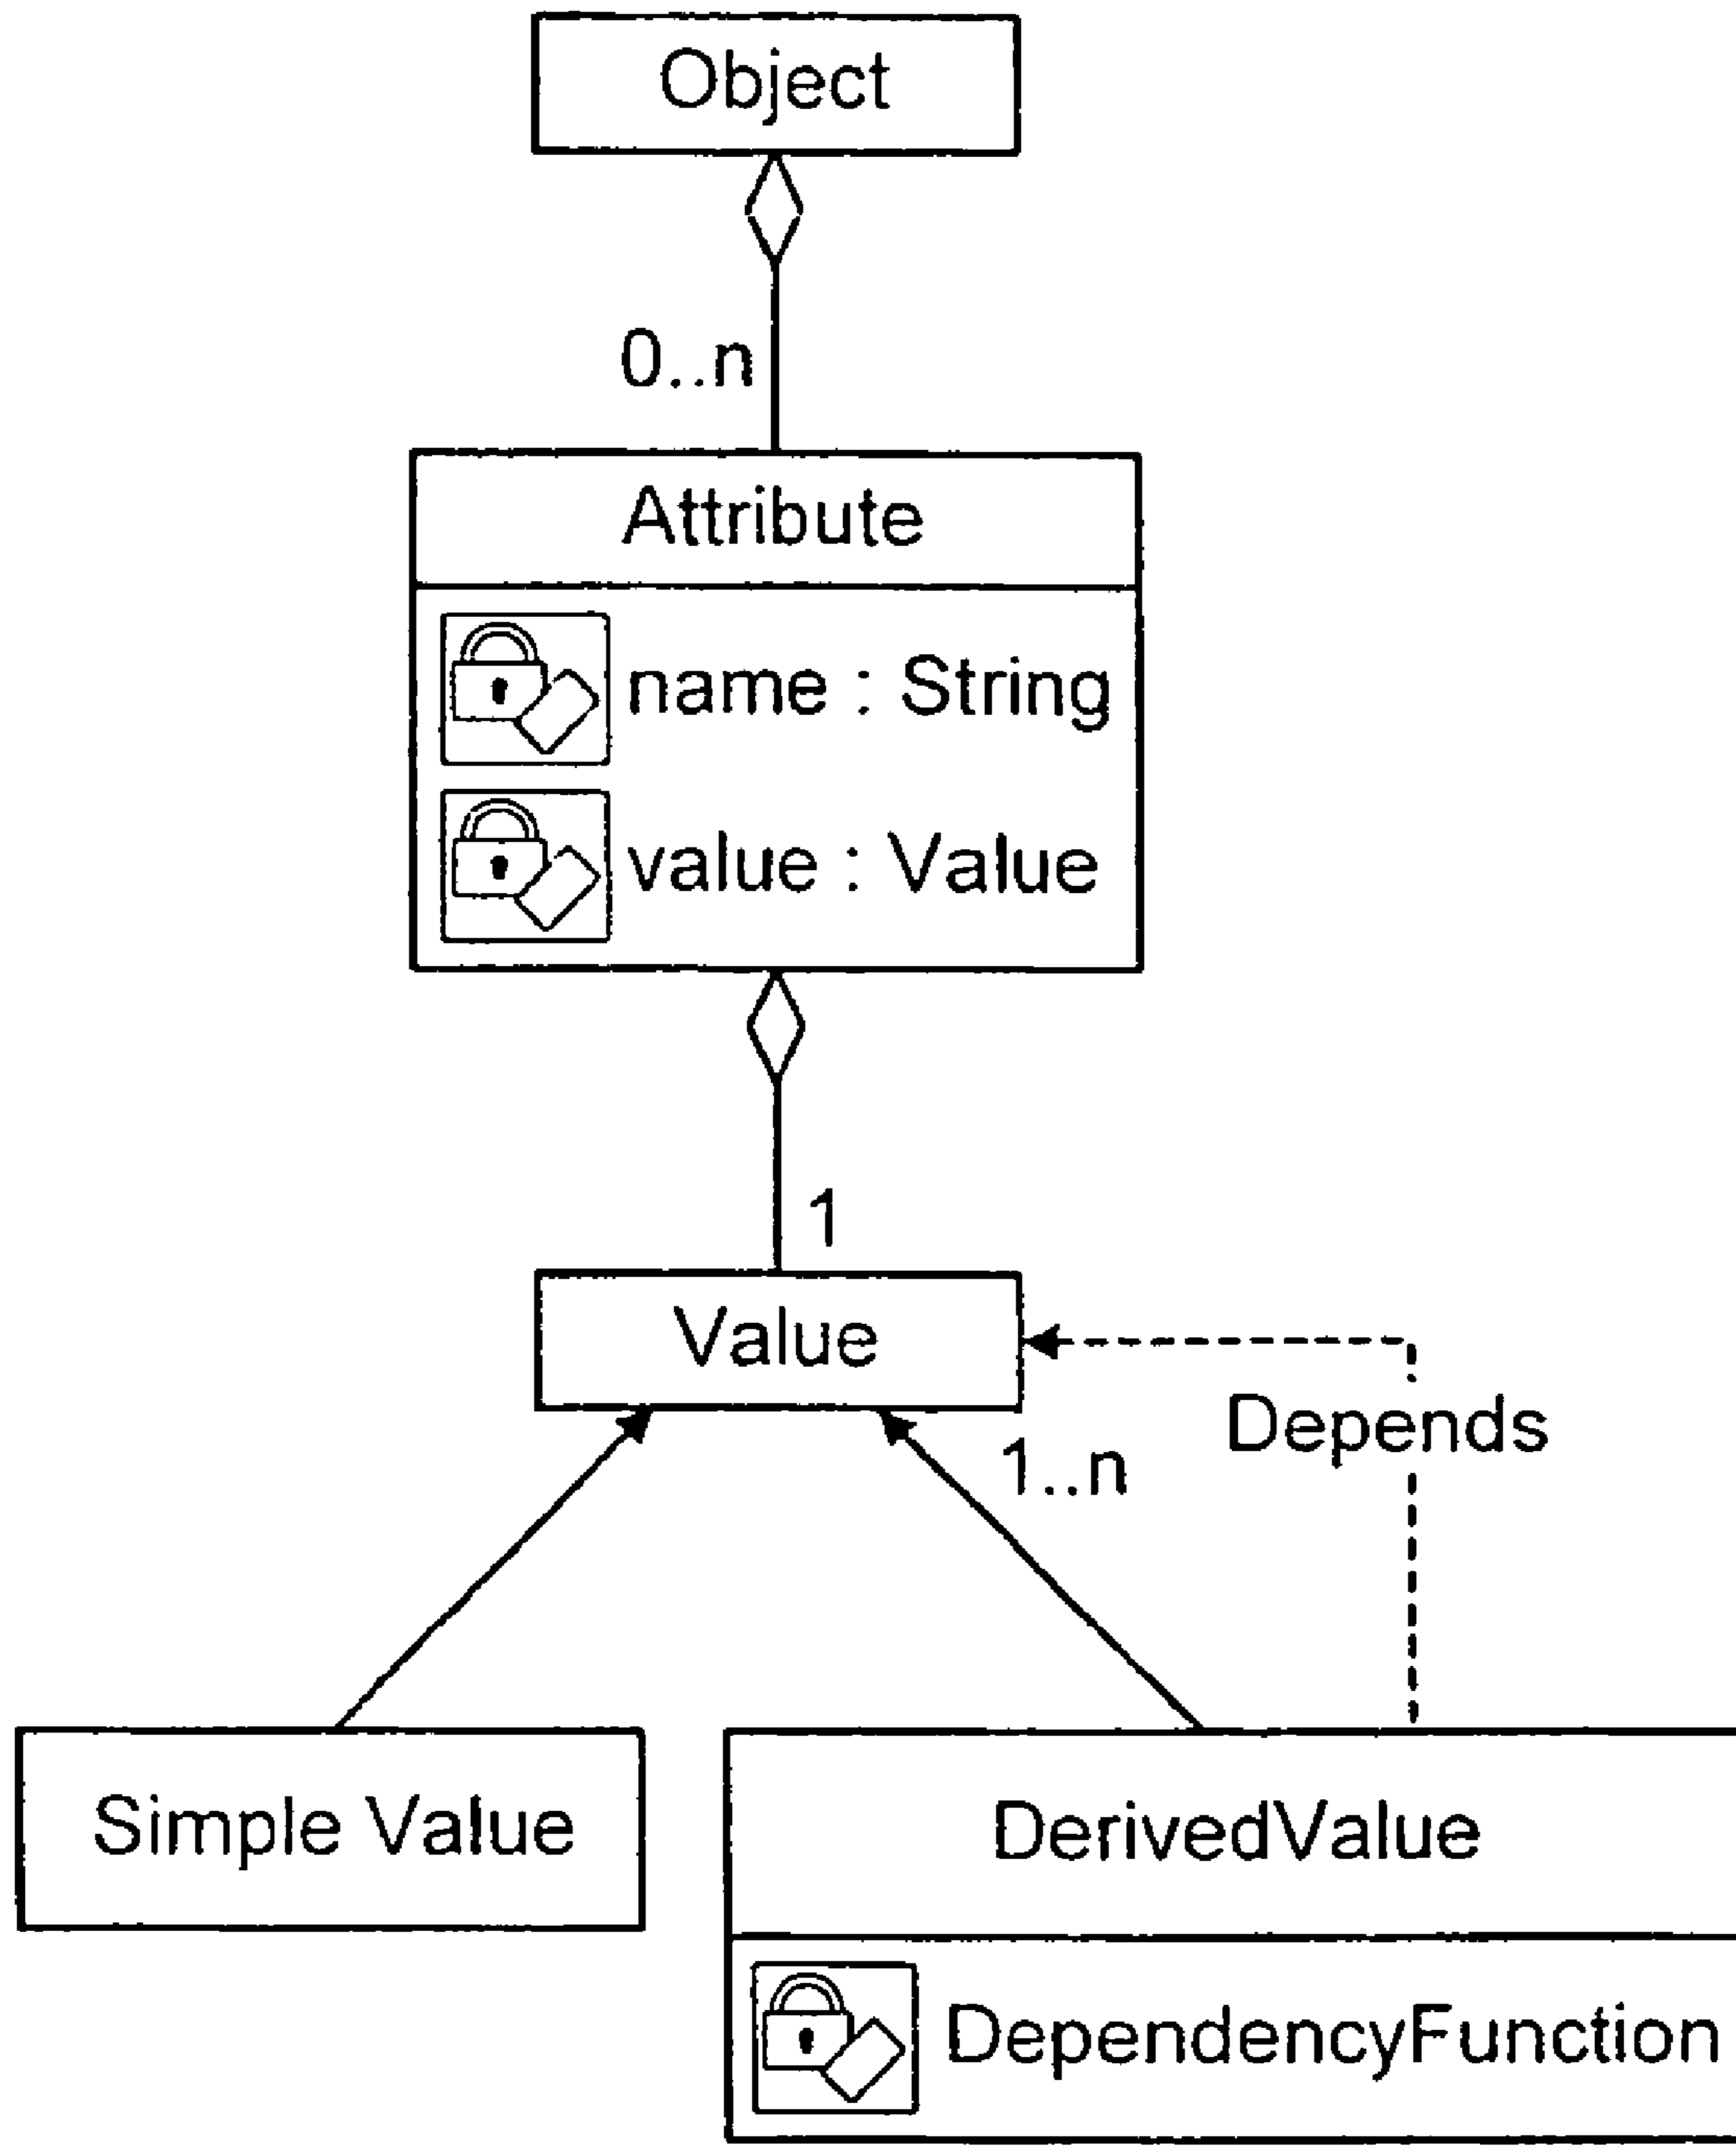 Object
0..n
Attribute
name : String
value : Value
1
Value
Depends
1..n
Simple Value
DerivedValue
DependencyFunction